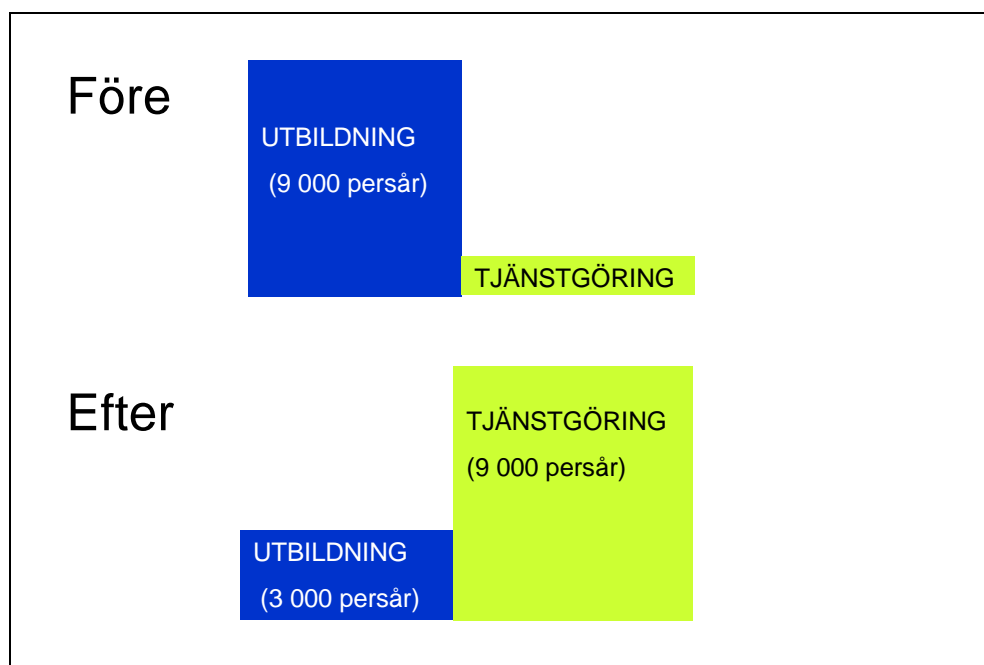 Före
UTBILDNING
(9 000 persår)
TJÄNSTGÖRING
Efter
TJÄNSTGÖRING
(9 000 persår)
UTBILDNING
(3 000 persår)